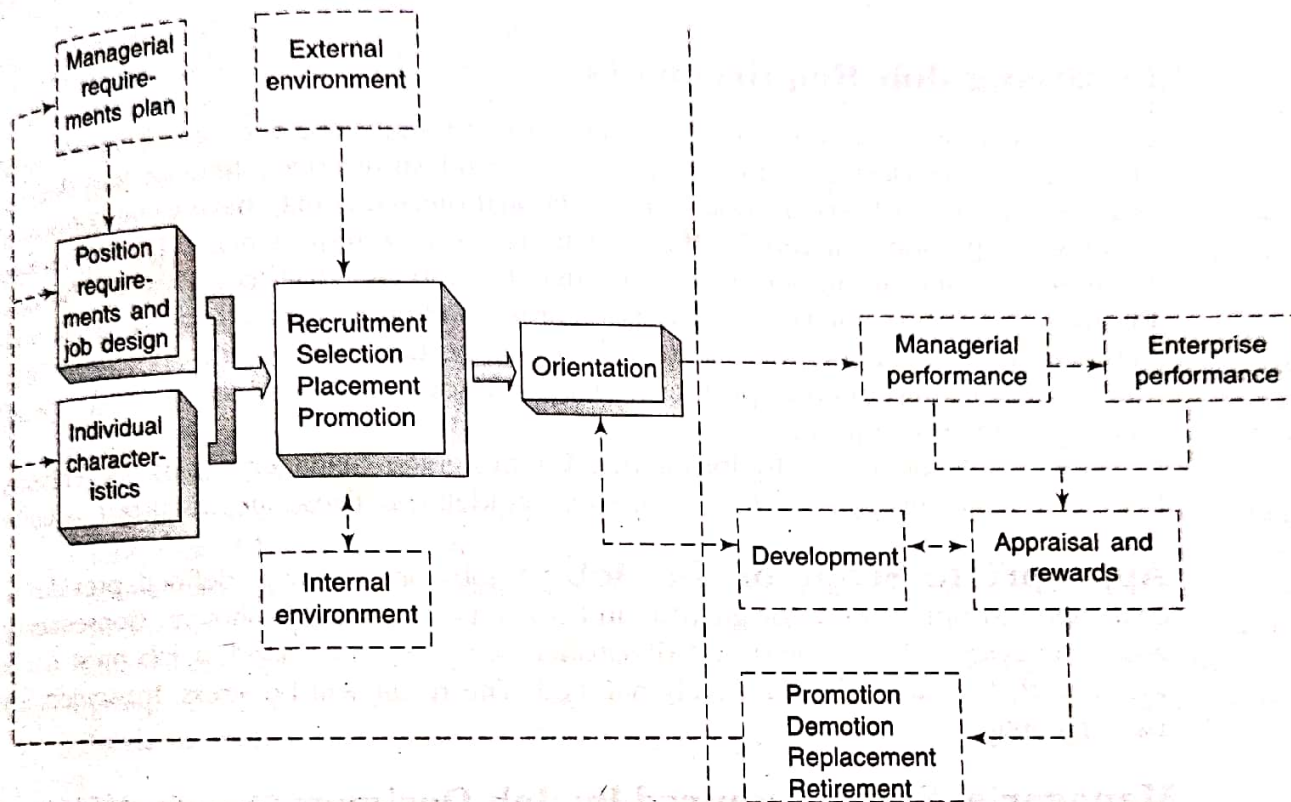 Managerial
require-
ments plan
External
environment
Position
require-
ments and
job design
Individual
character-
istics
Recruitment
Selection
Placement
Promotion
Internal
environment
Orientation
Managerial
performance
Enterprise
performance
Development
Appraisal and
rewards
Promotion
Demotion
Replacement
Retirement